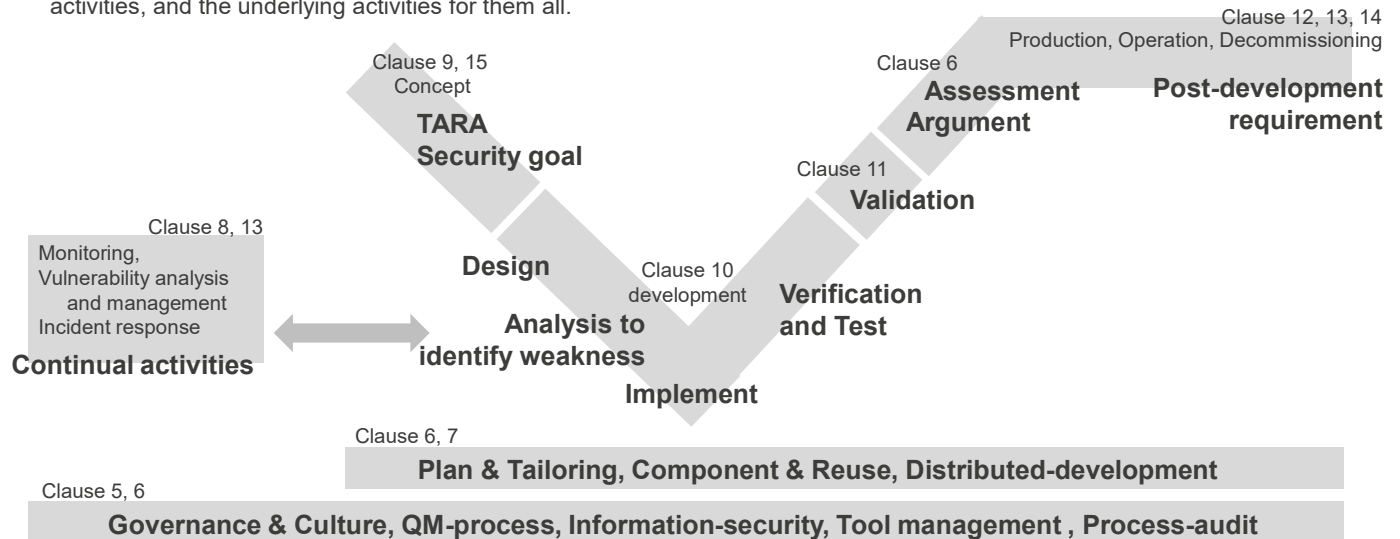 activities, and the underlying activities for them all.
Clause 9, 15
Concept
TARA
Security goal
Clause 8, 13
Monitoring,
Vulnerability analysis
and management
Incident response
Continual activities
Design
Analysis to
identify weakness
Implement
Clause 10
development
Verification
and Test
Clause 11
Validation
Clause 6
Assessment
Argument
Clause 12, 13, 14
Production, Operation, Decommissioning
Post-development
requirement
Clause 6, 7
Plan & Tailoring, Component & Reuse, Distributed-development
Clause 5, 6
Governance & Culture, QM-process, Information-security, Tool management , Process-audit